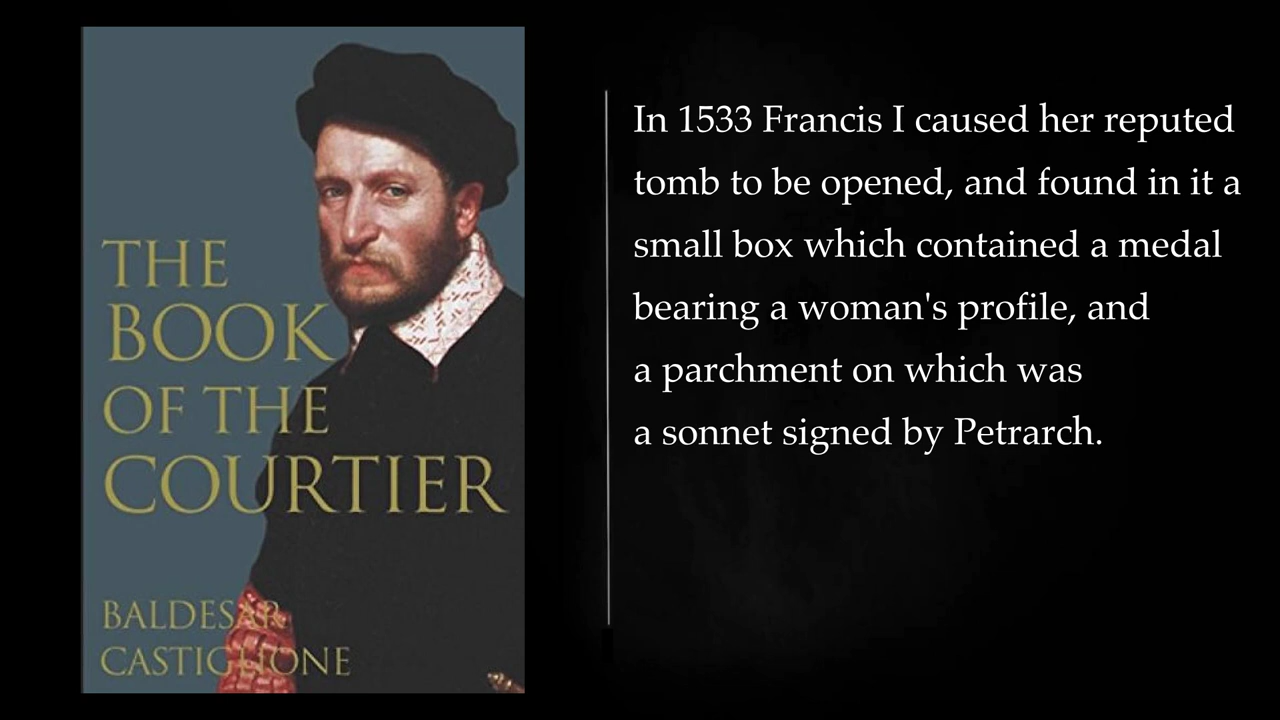 THE
BOOK
OF THE
COURTIER
BALDESAR
CASTIGLIONE
In 1533 Francis I caused her reputed
tomb to be opened, and found in it a
small box which contained a medal
bearing a woman's profile, and
a parchment on which was
a sonnet signed by Petrarch.